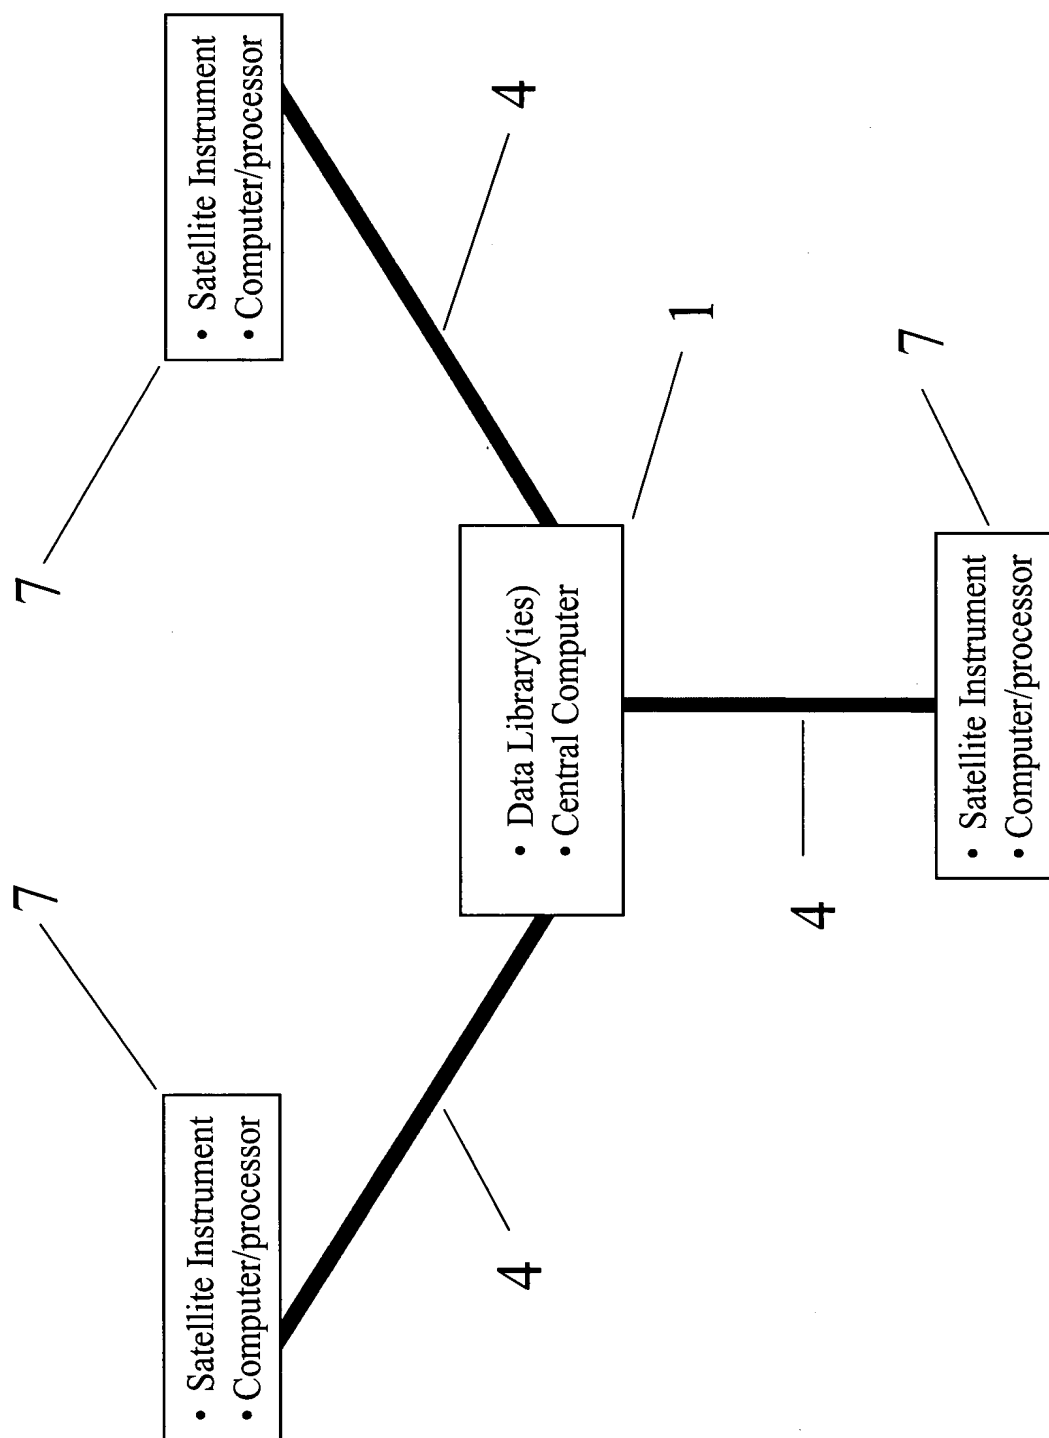 7
7
• Satellite Instrument
• Computer/processor
• Satellite Instrument
• Computer/processor
4
• Data Library(ies)
• Central Computer
4
1
4
7
• Satellite Instrument
• Computer/processor